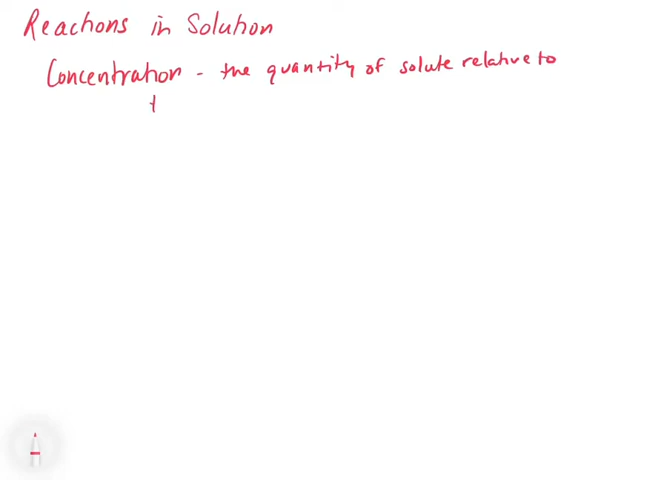 Reactions in Solution
Concentration - the quantity of solute relative to
t